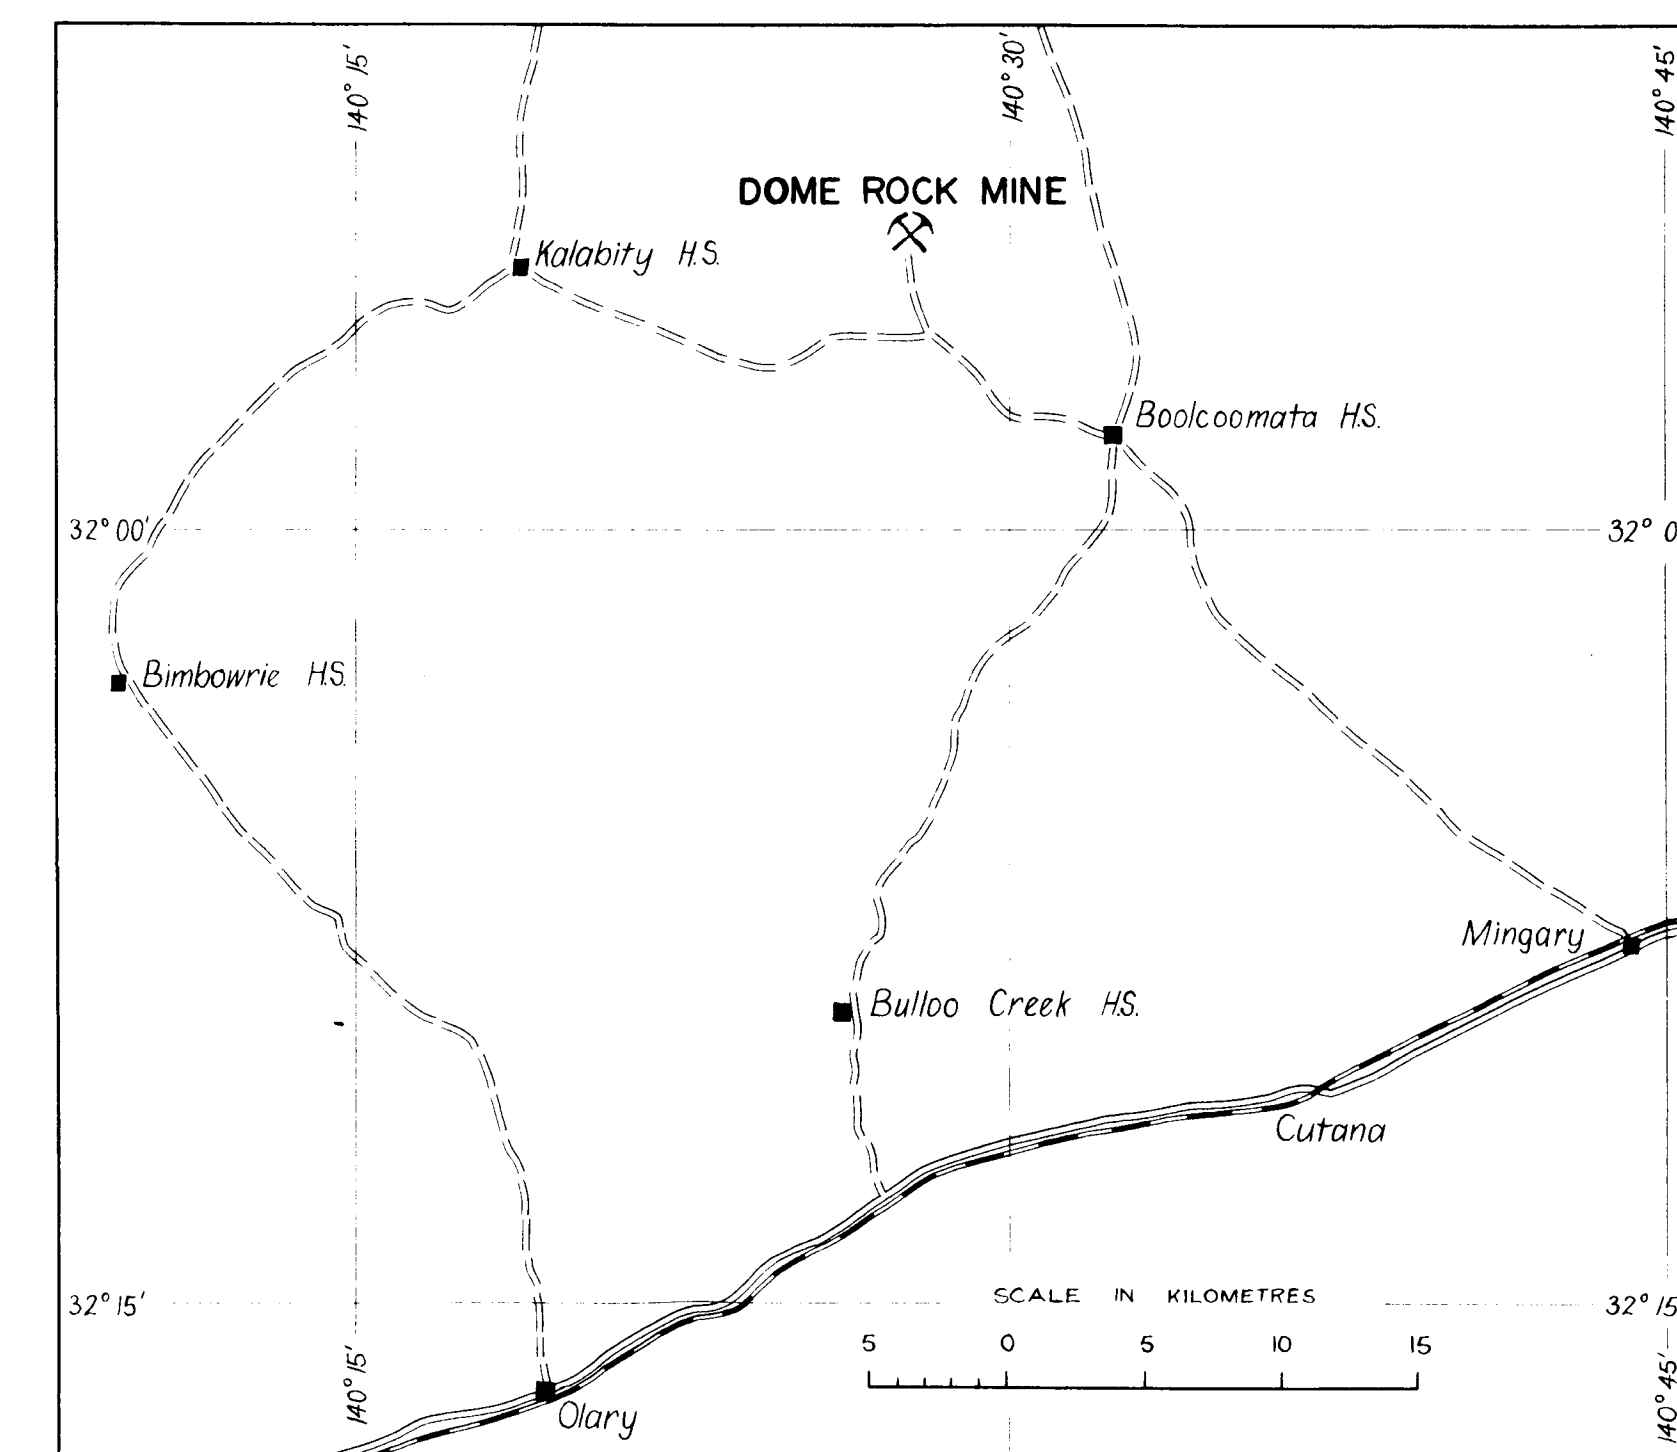 140° 15'
140° 30'
140° 45'
DOME ROCK MINE
Kalabity H.S.
Boolcoomata H.S.
32° 00'
32° 0
Bimbowrie H.S.
Mingary
Bulloo Creek H.S.
Cutana
32° 15'
SCALE IN KILOMETRES
32° 15
5 0 5 10 15
140° 15'
140° 45'
Olary